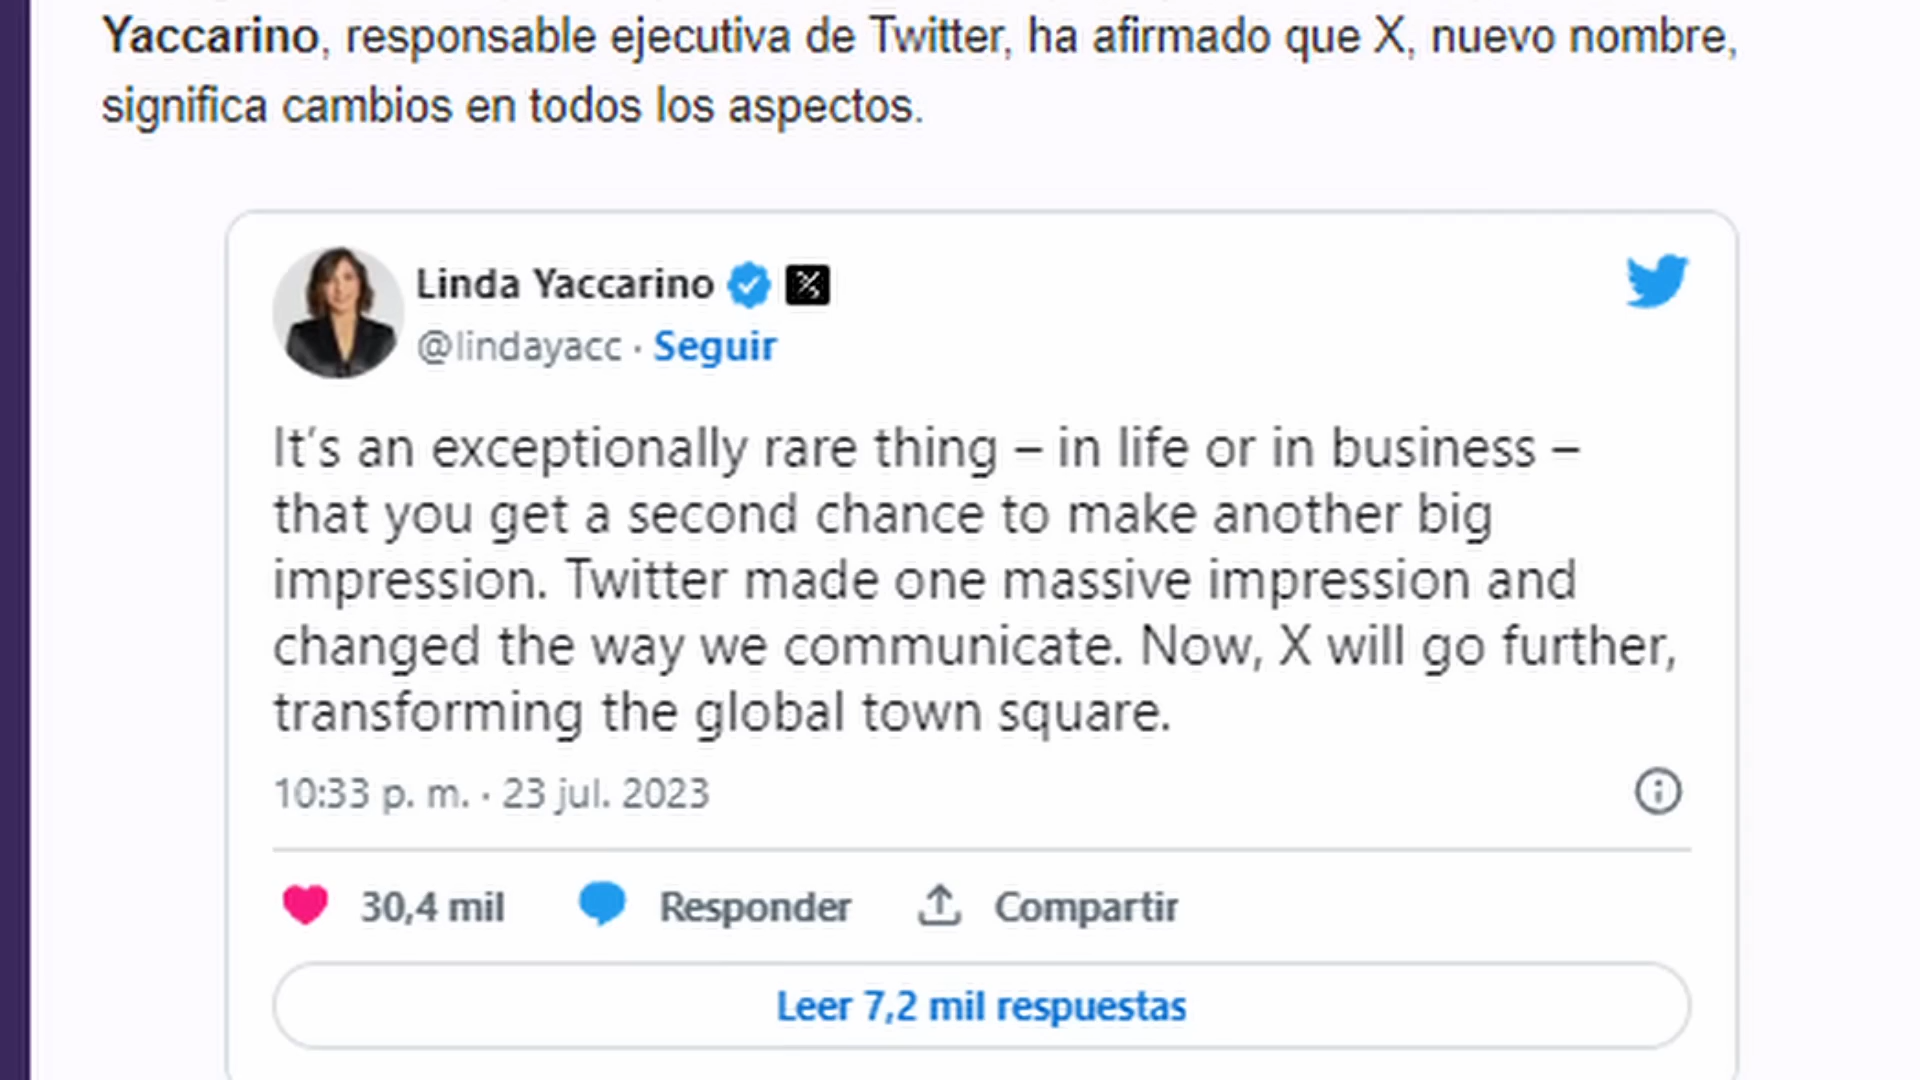 Yaccarino, responsable ejecutiva de Twitter, ha afirmado que X, nuevo nombre,
significa cambios en todos los aspectos.
Linda Yaccarino
@lindayacc · Seguir
It's an exceptionally rare thing – in life or in business –
that you get a second chance to make another big
impression. Twitter made one massive impression and
changed the way we communicate. Now, X will go further,
transforming the global town square.
10:33 p. m. · 23 jul. 2023
30,4 mil Responder Compartir
Leer 7,2 mil respuestas